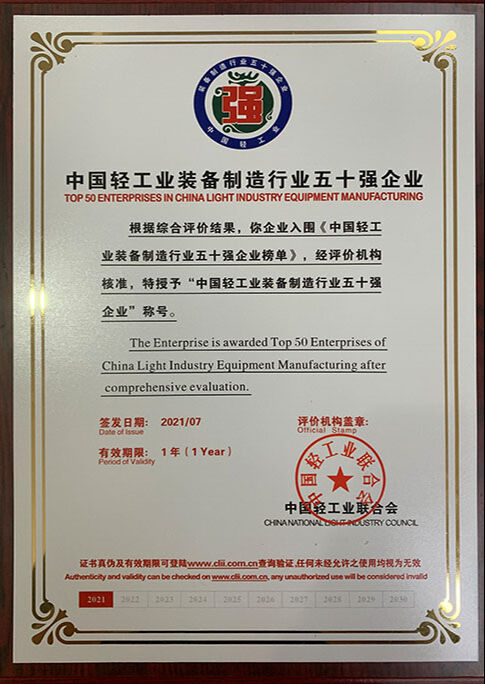 装备制造行业五十强企业
强
中国轻工业
中国轻工业装备制造行业五十强企业
TOP 50 ENTERPRISES IN CHINA LIGHT INDUSTRY EQUIPMENT MANUFACTURING
根据综合评价结果，你企业入围《中国轻工
业装备制造行业五十强企业榜单》，经评价机构
核准，特授予“中国轻工业装备制造行业五十强
企业”称号。
The Enterprise is awarded Top 50 Enterprises of
China Light Industry Equipment Manufacturing after
comprehensive evaluation.
签发日期: 2021/07
Date of Issue
有效期限: 1年 (1 Year)
Period of Validity
评价机构盖章:
Official Stamp
中国轻工业联合会
中国轻工业联合会
CHINA NATIONAL LIGHT INDUSTRY COUNCIL
证书真伪及有效期限可登陆www.clii.com.cn查询验证,任何未经允许之使用均视为无效
Authenticity and validity can be checked on www.clii.com.cn, any unauthorized use will be considered invalid
2021 2022 2023 2024 2025 2026 2027 2028 2029 2030